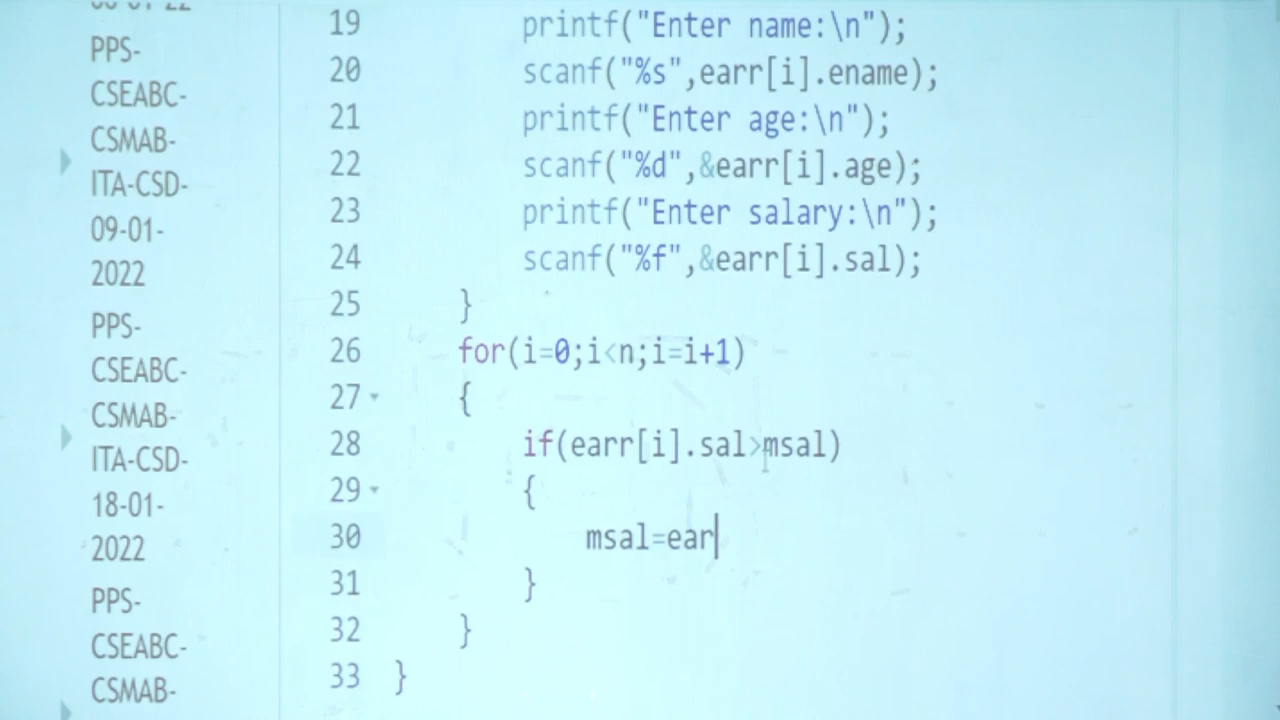 PPS-
CSEABC-
CSMAB-
ITA-CSD-
09-01-
2022
PPS-
CSEABC-
CSMAB-
ITA-CSD-
18-01-
2022
PPS-
CSEABC-
CSMAB-
19 printf("Enter name:\n");
20 scanf("%s",earr[i].ename);
21 printf("Enter age:\n");
22 scanf("%d",&earr[i].age);
23 printf("Enter salary:\n");
24 scanf("%f",&earr[i].sal);
25 }
26 for(i=0;i<n;i=i+1)
27 {
28 if(earr[i].sal>msal)
29 {
30 msal=ear
31 }
32 }
33 }